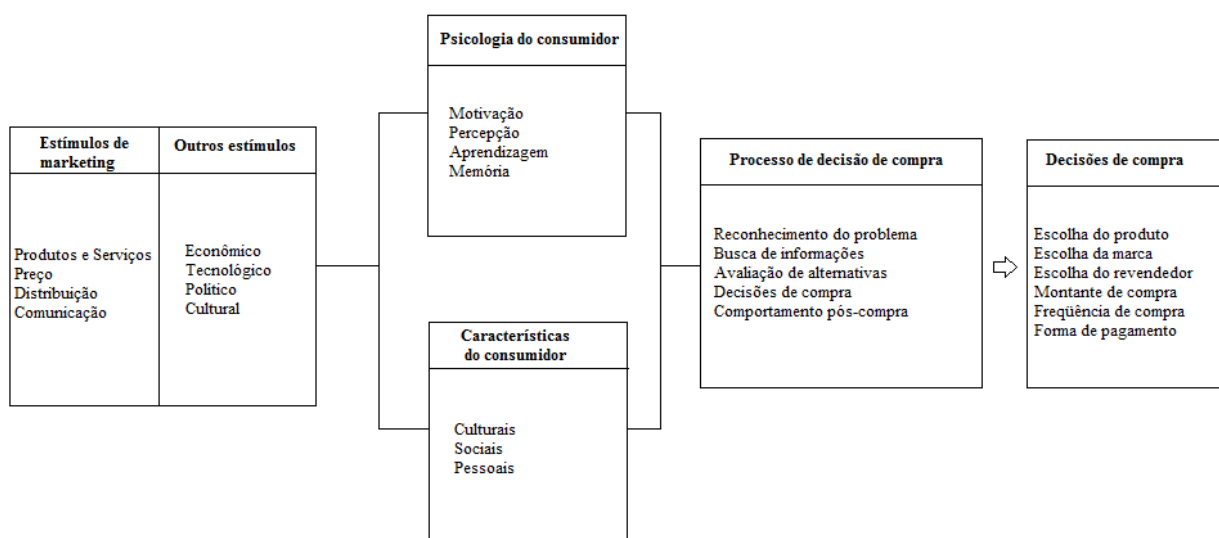 Estímulos de
marketing
Outros estímulos
Produtos e Serviços
Preço
Distribuição
Comunicação
Econômico
Tecnológico
Político
Cultural
Psicologia do consumidor
Motivação
Percepção
Aprendizagem
Memória
Características
do consumidor
Culturais
Sociais
Pessoais
Processo de decisão de compra
Reconhecimento do problema
Busca de informações
Avaliação de alternativas
Decisões de compra
Comportamento pós-compra
Decisões de compra
Escolha do produto
Escolha da marca
Escolha do revendedor
Montante de compra
Freqüência de compra
Forma de pagamento